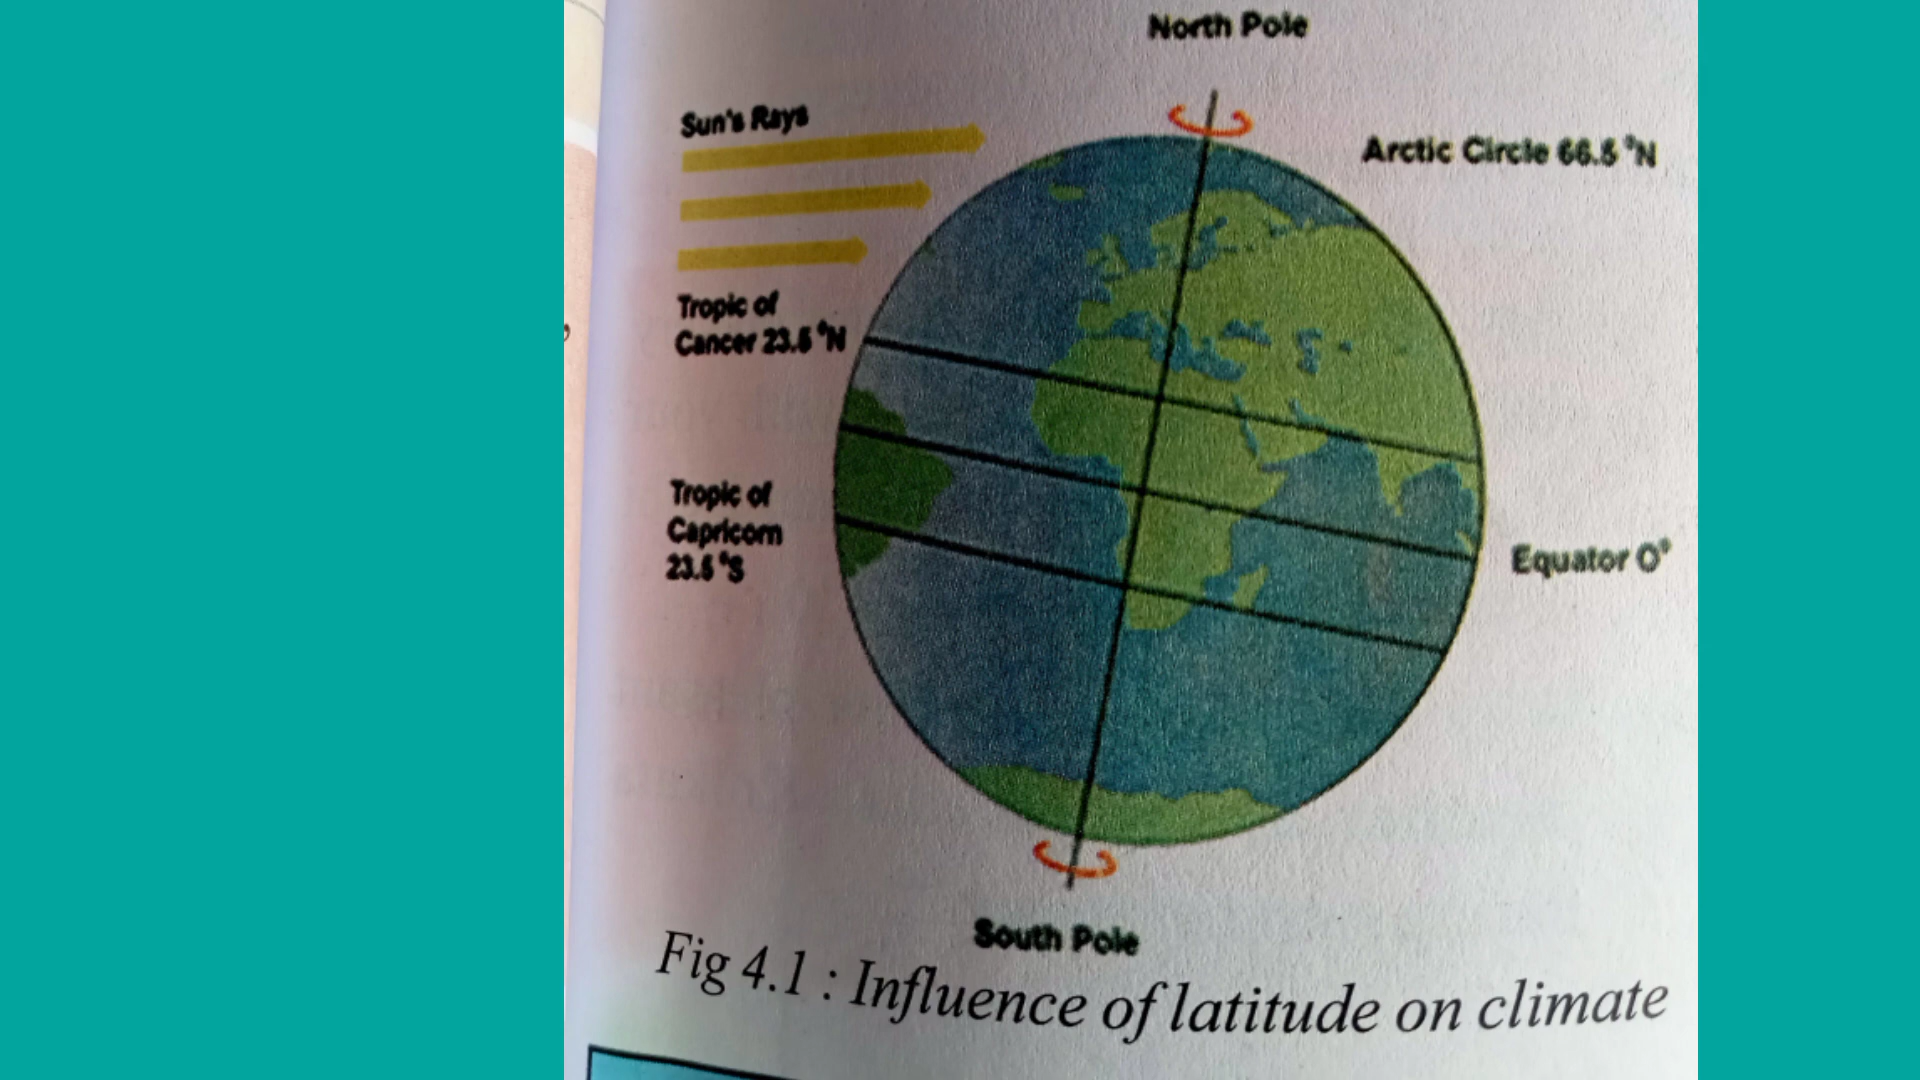 North Pole
Sun's Rays
Arctic Circle 66.5 °N
Tropic of
Cancer 23.5 °N
Tropic of
Capricorn
23.5 °S
Equator O°
South Pole
Fig 4.1 : Influence of latitude on climate